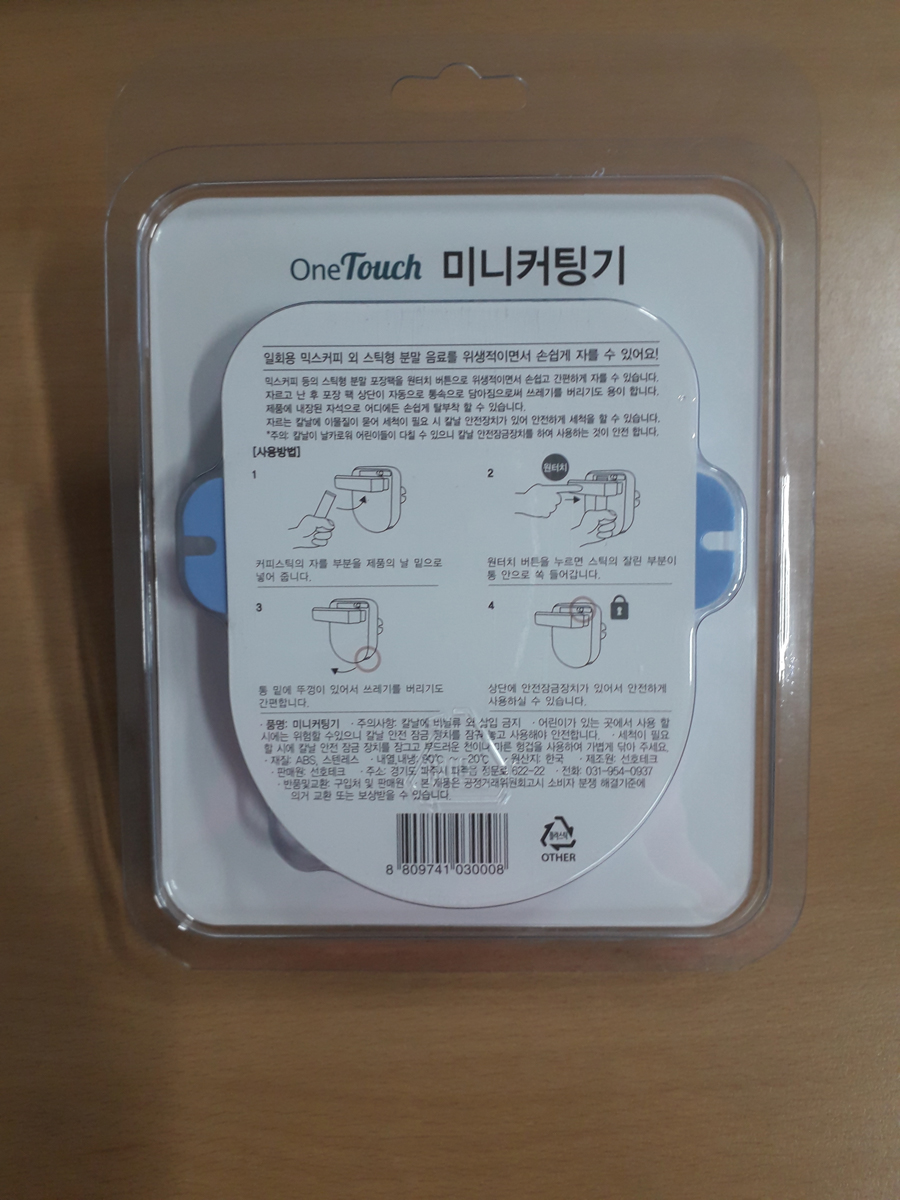 OneTouch 미니커팅기
일회용 믹스커피 외 스틱형 분말 음료를 위생적이면서 손쉽게 자를 수 있어요!
믹스커피 등의 스틱형 분말 포장팩을 원터치 버튼으로 위생적이면서 손쉽고 간편하게 자를 수 있습니다.
자르고 난 후 포장 팩 상단이 자동으로 통속으로 담아짐으로써 쓰레기를 버리기도 용이 합니다.
제품에 내장된 자석으로 어디에든 손쉽게 탈부착 할 수 있습니다.
자르는 칼날에 이물질이 묻어 세척이 필요 시 칼날 안전장치가 있어 안전하게 세척을 할 수 있습니다.
*주의: 칼날이 날카로워 어린이들이 다칠 수 있으니 칼날 안전잠금장치를 하여 사용하는 것이 안전 합니다.
[사용방법]
1
커피스틱의 자를 부분을 제품의 날 밑으로
넣어 줍니다.
2
원터치
원터치 버튼을 누르면 스틱의 잘린 부분이
통 안으로 쏙 들어갑니다.
3
통 밑에 뚜껑이 있어서 쓰레기를 버리기도
간편합니다.
4
상단에 안전잠금장치가 있어서 안전하게
사용하실 수 있습니다.
· 품명: 미니커팅기 · 주의사항: 칼날에 비닐류 외 삽입 금지 · 어린이가 있는 곳에서 사용 할
시에는 위험할 수있으니 칼날 안전 잠금 장치를 잠궈 놓고 사용해야 안전합니다. · 세척이 필요
할 시에 칼날 안전 잠금 장치를 잠그고 부드러운 천이나 마른 헝겊을 사용하여 가볍게 닦아 주세요.
· 재질: ABS, 스텐레스 · 내열,내냉: 90℃ -20℃ · 원산지: 한국 · 제조원: 선호테크
· 판매원: 선호테크 · 주소: 경기도 파주시 파주읍 정문로 622-22 · 전화: 031-954-0937
· 반품및교환: 구입처 및 판매원 · 본 제품은 공정거래위원회고시 소비자 분쟁 해결기준에
의거 교환 또는 보상받을 수 있습니다.
8 809741 030008
플라스틱
OTHER